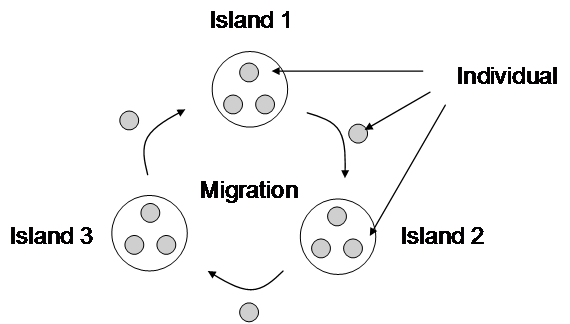 Island 1
Individual
Migration
Island 3
Island 2